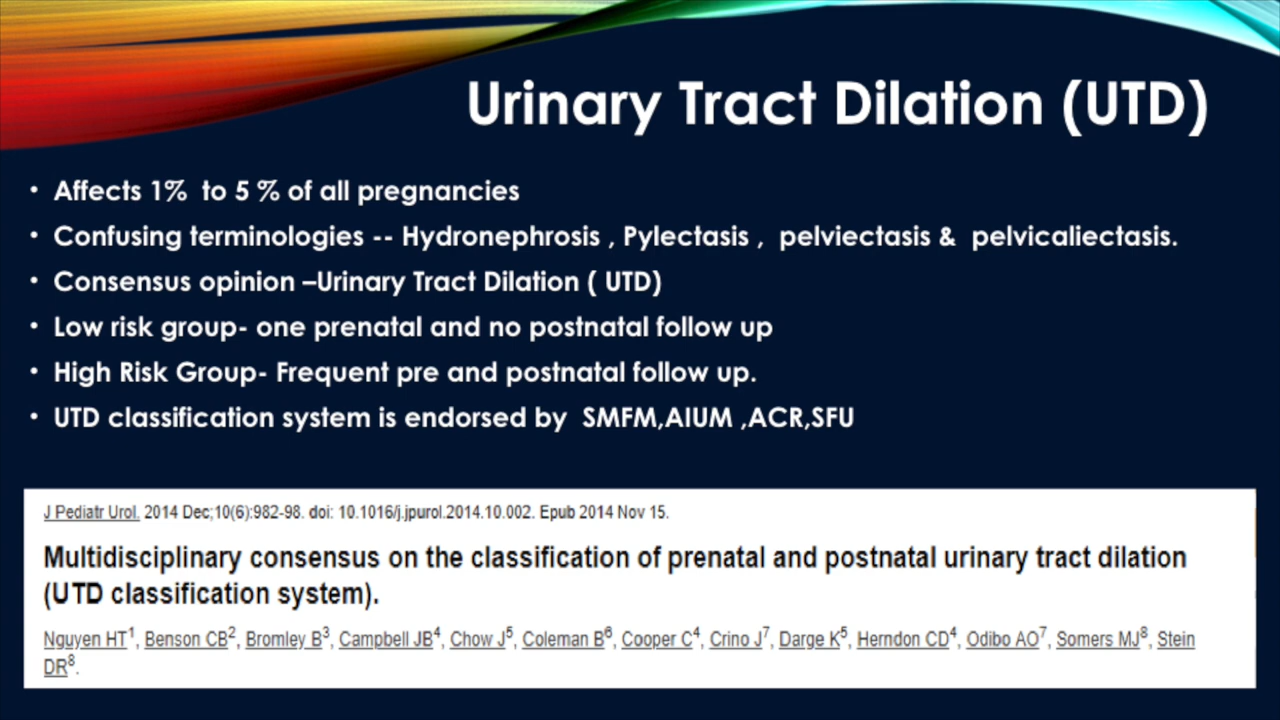 Urinary Tract Dilation (UTD)
• Affects 1% to 5 % of all pregnancies
• Confusing terminologies -- Hydronephrosis , Pylectasis , pelviectasis & pelvicaliectasis.
• Consensus opinion –Urinary Tract Dilation ( UTD)
• Low risk group- one prenatal and no postnatal follow up
• High Risk Group- Frequent pre and postnatal follow up.
• UTD classification system is endorsed by SMFM,AIUM ,ACR,SFU
J Pediatr Urol. 2014 Dec;10(6):982-98. doi: 10.1016/j.jpurol.2014.10.002. Epub 2014 Nov 15.
Multidisciplinary consensus on the classification of prenatal and postnatal urinary tract dilation
(UTD classification system).
Nguyen HT1, Benson CB2, Bromley B3, Campbell JB4, Chow J5, Coleman B6, Cooper C4, Crino J7, Darge K5, Herndon CD4, Odibo AO7, Somers MJ8, Stein
DR8.